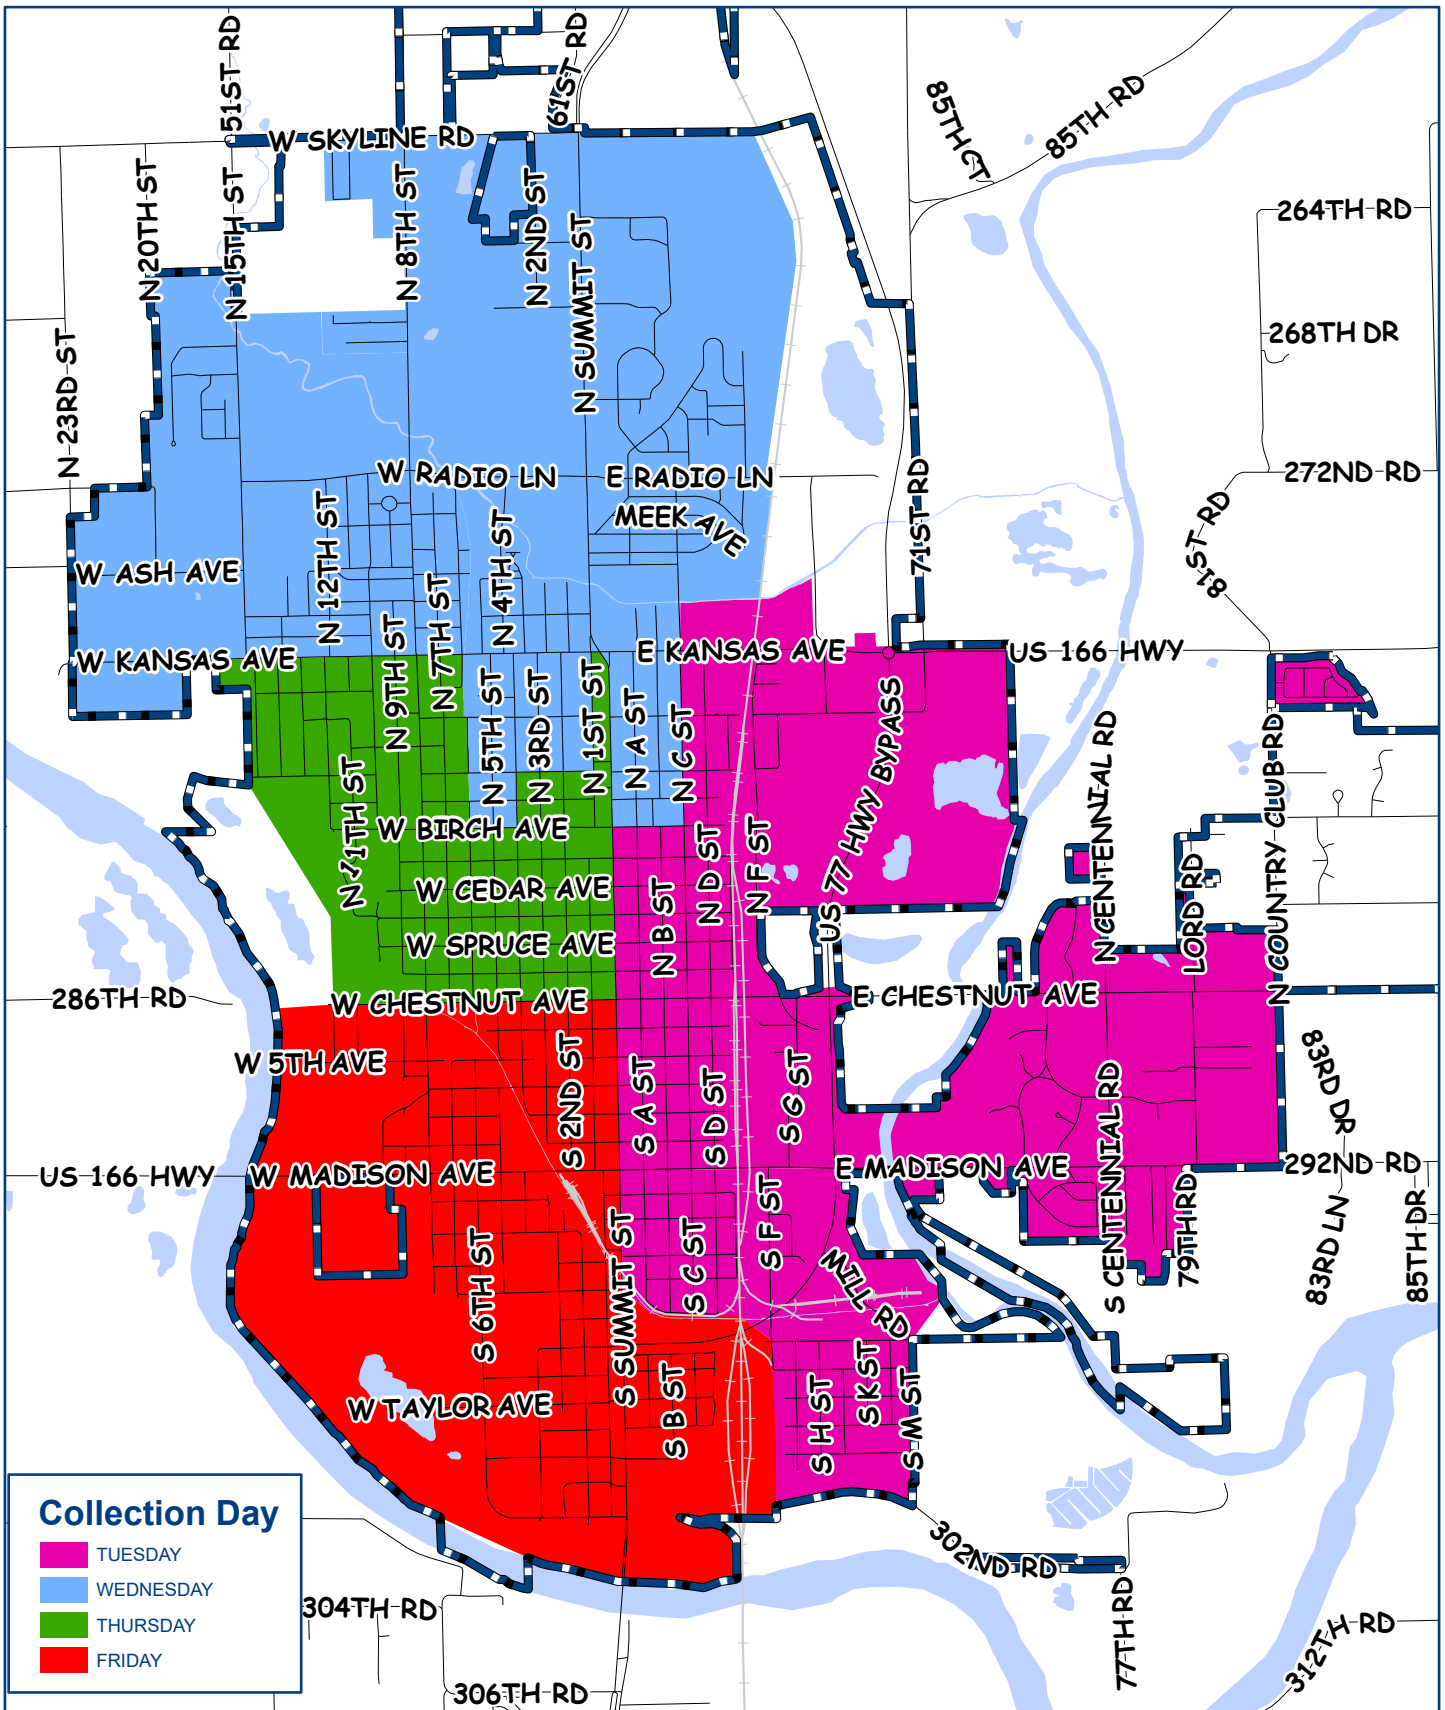 51ST RD
61ST RD
W SKYLINE RD
85TH CT
85TH RD
N 20TH ST
N 15TH ST
N 8TH ST
N 2ND ST
N SUMMIT ST
264TH RD
268TH DR
N 23RD ST
W RADIO LN
E RADIO LN
272ND RD
MEEK AVE
71ST RD
81ST RD
N 12TH ST
N 4TH ST
W ASH AVE
N 7TH ST
N 9TH ST
W KANSAS AVE
E KANSAS AVE
US 166 HWY
N 5TH ST
N 3RD ST
N 1ST ST
N A ST
N C ST
US 77 HWY BYPASS
N CENTENNIAL RD
N COUNTRY CLUB RD
N 11TH ST
W BIRCH AVE
N D ST
N F ST
W CEDAR AVE
N B ST
LORD RD
W SPRUCE AVE
286TH RD
W CHESTNUT AVE
E CHESTNUT AVE
W 5TH AVE
S 2ND ST
S A ST
S D ST
S G ST
S CENTENNIAL RD
83RD DR
US 166 HWY
W MADISON AVE
E MADISON AVE
292ND RD
S 6TH ST
S SUMMIT ST
S C ST
S F ST
MILL RD
79TH RD
83RD LN
85TH DR
W TAYLOR AVE
S B ST
S H ST
S K ST
S M ST
302ND RD
77TH RD
304TH RD
306TH RD
312TH RD
Collection Day
TUESDAY
WEDNESDAY
THURSDAY
FRIDAY